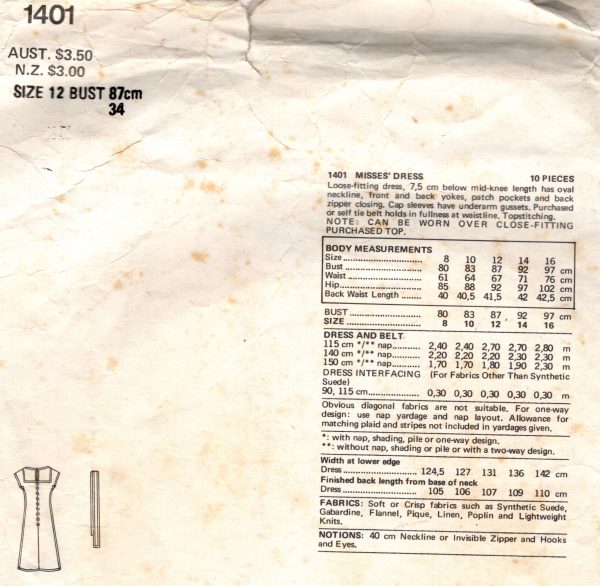 1401
AUST. $3.50
N.Z. $3.00
SIZE 12 BUST 87cm
34
1401 MISSES' DRESS 10 PIECES
Loose-fitting dress, 7,5 cm below mid-knee length has oval
neckline, front and back yokes, patch pockets and back
zipper closing. Cap sleeves have underarm gussets. Purchased
or self tie belt holds in fullness at waistline. Topstitching.
NOTE: CAN BE WORN OVER CLOSE-FITTING
PURCHASED TOP.
BODY MEASUREMENTS
Size 8 10 12 14 16
Bust 80 83 87 92 97 cm
Waist 61 64 67 71 76 cm
Hip 85 88 92 97 102 cm
Back Waist Length 40 40,5 41,5 42 42,5 cm
BUST 80 83 87 92 97 cm
SIZE 8 10 12 14 16
DRESS AND BELT
115 cm */** nap 2,40 2,40 2,70 2,70 2,80 m
140 cm */** nap 2,20 2,20 2,20 2,30 2,30 m
150 cm */** nap 1,70 1,70 1,80 1,90 2,30 m
DRESS INTERFACING (For Fabrics Other Than Synthetic
Suede)
90, 115 cm 0,30 0,30 0,30 0,30 0,30 m
Obvious diagonal fabrics are not suitable. For one-way
design: use nap yardage and nap layout. Allowance for
matching plaid and stripes not included in yardages given.
*: with nap, shading, pile or one-way design.
**: without nap, shading or pile or with a two-way design.
Width at lower edge
Dress 124,5 127 131 136 142 cm
Finished back length from base of neck
Dress 105 106 107 109 110 cm
FABRICS: Soft or Crisp fabrics such as Synthetic Suede,
Gabardine, Flannel, Pique, Linen, Poplin and Lightweight
Knits.
NOTIONS: 40 cm Neckline or Invisible Zipper and Hooks
and Eyes.